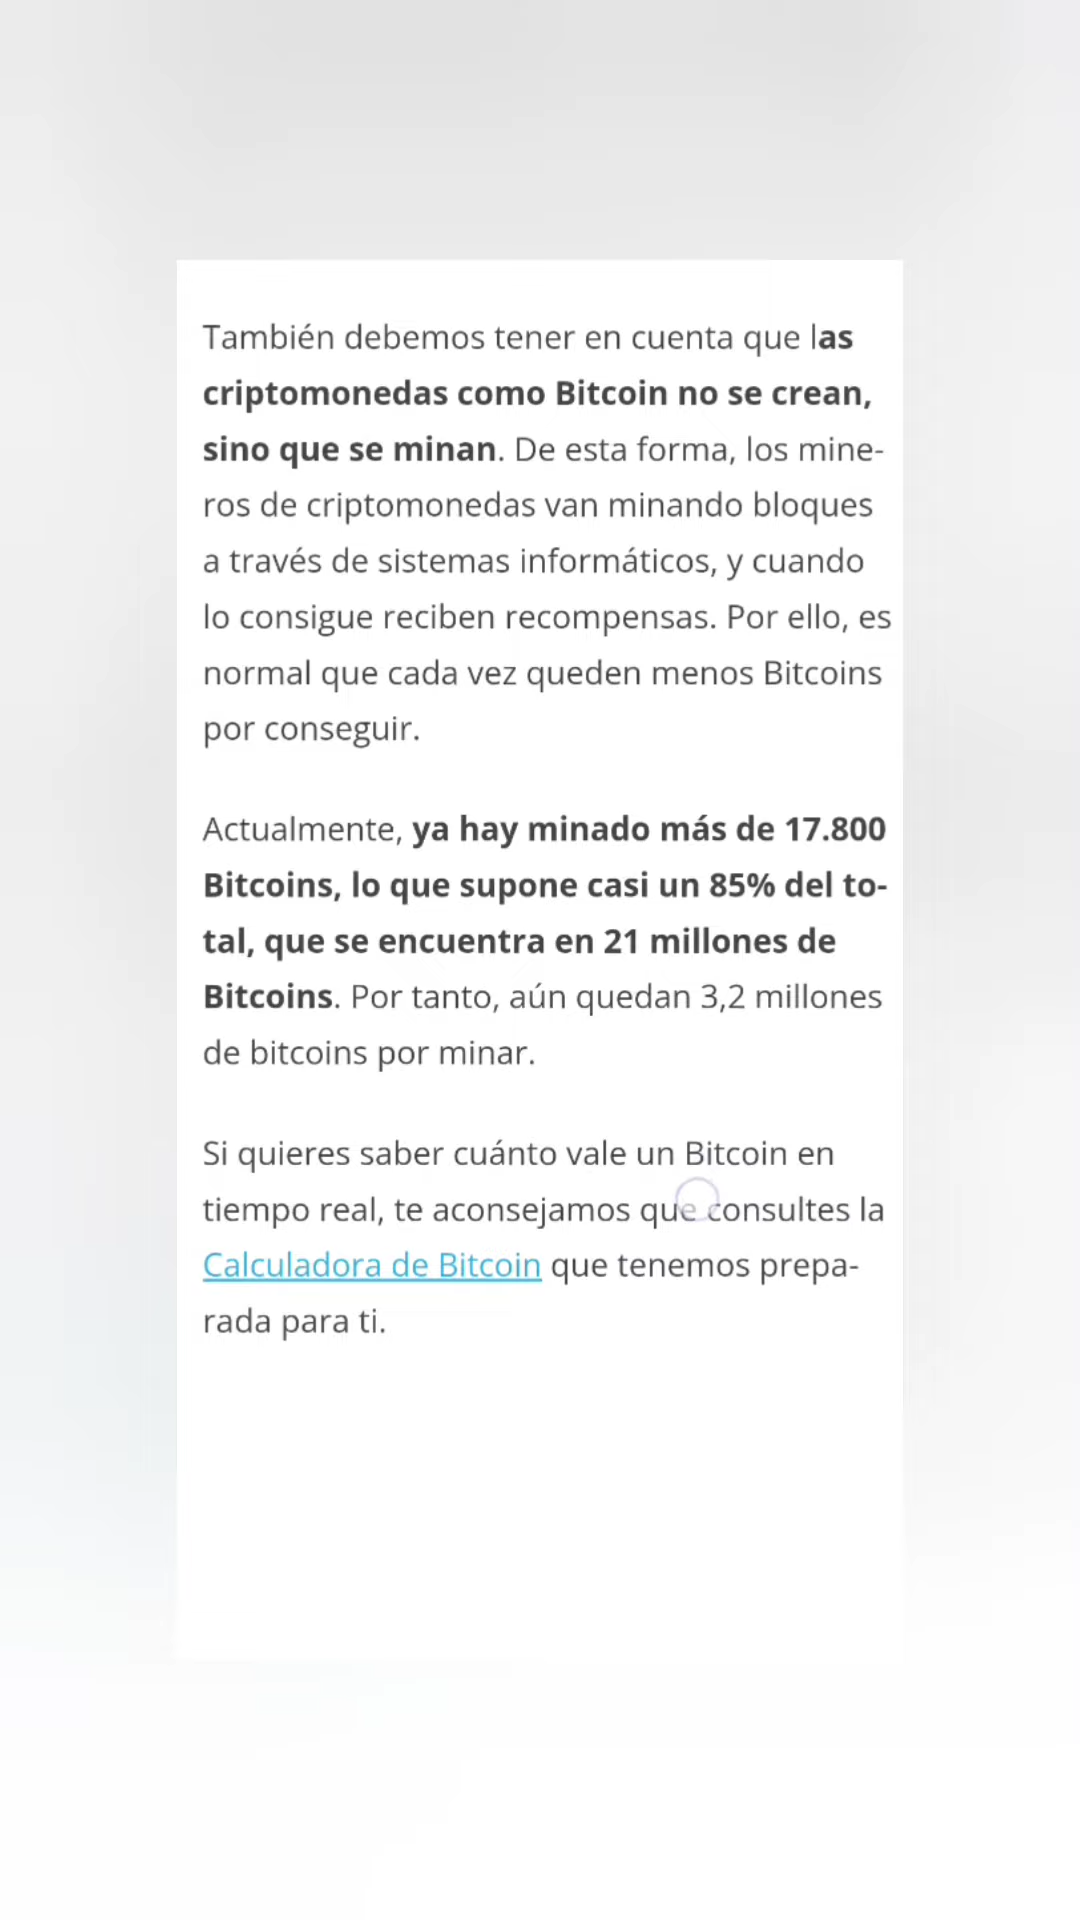 También debemos tener en cuenta que las
criptomonedas como Bitcoin no se crean,
sino que se minan. De esta forma, los mine-
ros de criptomonedas van minando bloques
a través de sistemas informáticos, y cuando
lo consigue reciben recompensas. Por ello, es
normal que cada vez queden menos Bitcoins
por conseguir.
Actualmente, ya hay minado más de 17.800
Bitcoins, lo que supone casi un 85% del to-
tal, que se encuentra en 21 millones de
Bitcoins. Por tanto, aún quedan 3,2 millones
de bitcoins por minar.
Si quieres saber cuánto vale un Bitcoin en
tiempo real, te aconsejamos que consultes la
Calculadora de Bitcoin que tenemos prepa-
rada para ti.